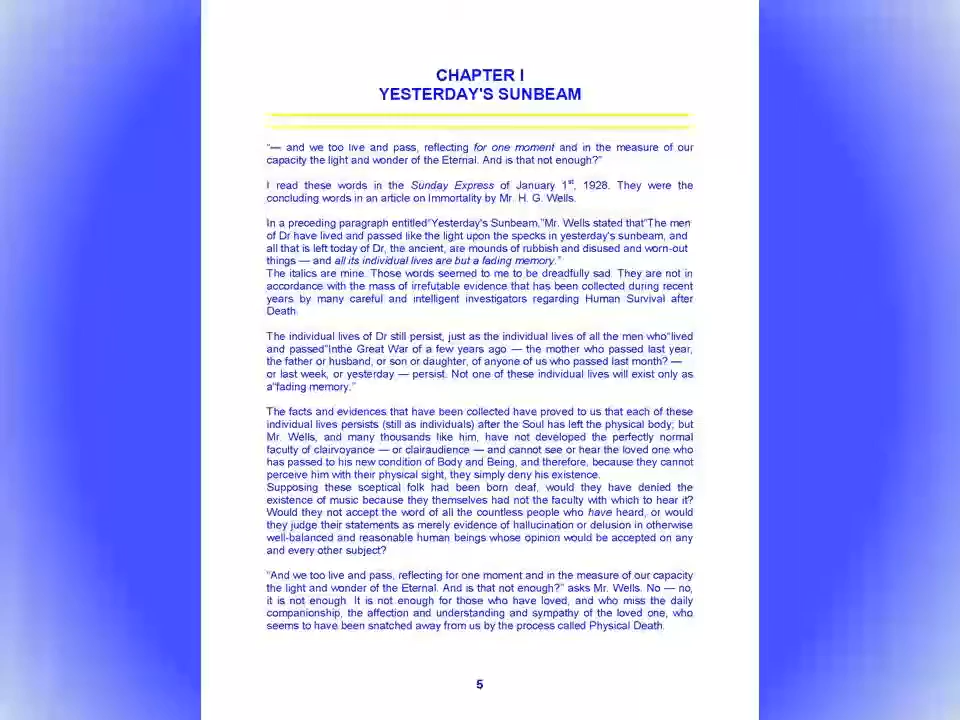 CHAPTER I
YESTERDAY'S SUNBEAM
"— and we too live and pass, reflecting for one moment and in the measure of our
capacity the light and wonder of the Eternal. And is that not enough?"
I read these words in the Sunday Express of January 1st, 1928. They were the
concluding words in an article on Immortality by Mr. H. G. Wells.
In a preceding paragraph entitled"Yesterday's Sunbeam,"Mr. Wells stated that"The men
of Dr have lived and passed like the light upon the specks in yesterday's sunbeam, and
all that is left today of Dr, the ancient, are mounds of rubbish and disused and worn-out
things — and all its individual lives are but a fading memory."
The italics are mine. Those words seemed to me to be dreadfully sad. They are not in
accordance with the mass of irrefutable evidence that has been collected during recent
years by many careful and intelligent investigators regarding Human Survival after
Death.
The individual lives of Dr still persist, just as the individual lives of all the men who"lived
and passed"Inthe Great War of a few years ago — the mother who passed last year,
the father or husband, or son or daughter, of anyone of us who passed last month? —
or last week, or yesterday — persist. Not one of these individual lives will exist only as
a"fading memory."
The facts and evidences that have been collected have proved to us that each of these
individual lives persists (still as individuals) after the Soul has left the physical body; but
Mr. Wells, and many thousands like him, have not developed the perfectly normal
faculty of clairvoyance — or clairaudience — and cannot see or hear the loved one who
has passed to his new condition of Body and Being, and therefore, because they cannot
perceive him with their physical sight, they simply deny his existence.
Supposing these sceptical folk had been born deaf, would they have denied the
existence of music because they themselves had not the faculty with which to hear it?
Would they not accept the word of all the countless people who have heard, or would
they judge their statements as merely evidence of hallucination or delusion in otherwise
well-balanced and reasonable human beings whose opinion would be accepted on any
and every other subject?
"And we too live and pass, reflecting for one moment and in the measure of our capacity
the light and wonder of the Eternal. And is that not enough?" asks Mr. Wells. No — no,
it is not enough. It is not enough for those who have loved, and who miss the daily
companionship, the affection and understanding and sympathy of the loved one, who
seems to have been snatched away from us by the process called Physical Death.
5